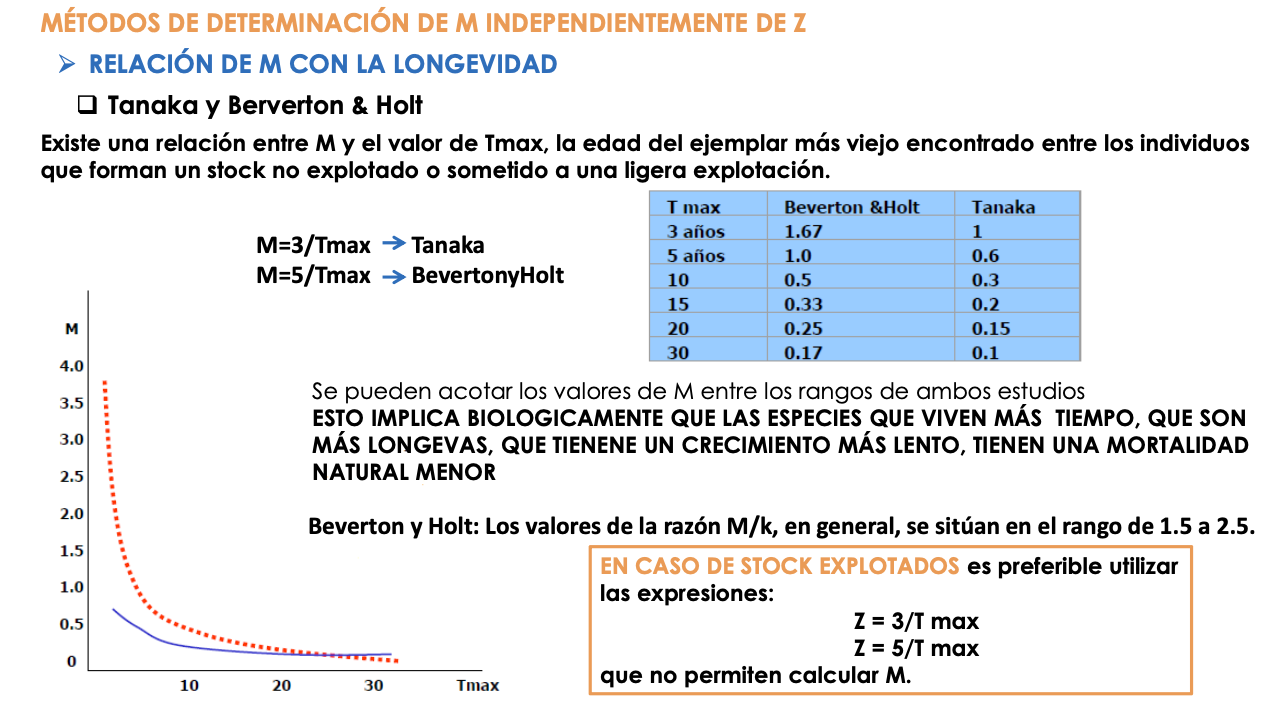 MÉTODOS DE DETERMINACIÓN DE M INDEPENDIENTEMENTE DE Z
RELACIÓN DE M CON LA LONGEVIDAD
Tanaka y Berverton & Holt
Existe una relación entre M y el valor de Tmax, la edad del ejemplar más viejo encontrado entre los individuos
que forman un stock no explotado o sometido a una ligera explotación.
M=3/Tmax → Tanaka
M=5/Tmax → BevertonyHolt
T max Beverton &Holt Tanaka
3 años 1.67 1
5 años 1.0 0.6
10 0.5 0.3
15 0.33 0.2
20 0.25 0.15
30 0.17 0.1
M
4.0
3.5
3.0
2.5
2.0
1.5
1.0
0.5
0
10 20 30 Tmax
Se pueden acotar los valores de M entre los rangos de ambos estudios
ESTO IMPLICA BIOLOGICAMENTE QUE LAS ESPECIES QUE VIVEN MÁS TIEMPO, QUE SON
MÁS LONGEVAS, QUE TIENENE UN CRECIMIENTO MÁS LENTO, TIENEN UNA MORTALIDAD
NATURAL MENOR
Beverton y Holt: Los valores de la razón M/k, en general, se sitúan en el rango de 1.5 a 2.5.
EN CASO DE STOCK EXPLOTADOS es preferible utilizar
las expresiones:
Z = 3/T max
Z = 5/T max
que no permiten calcular M.